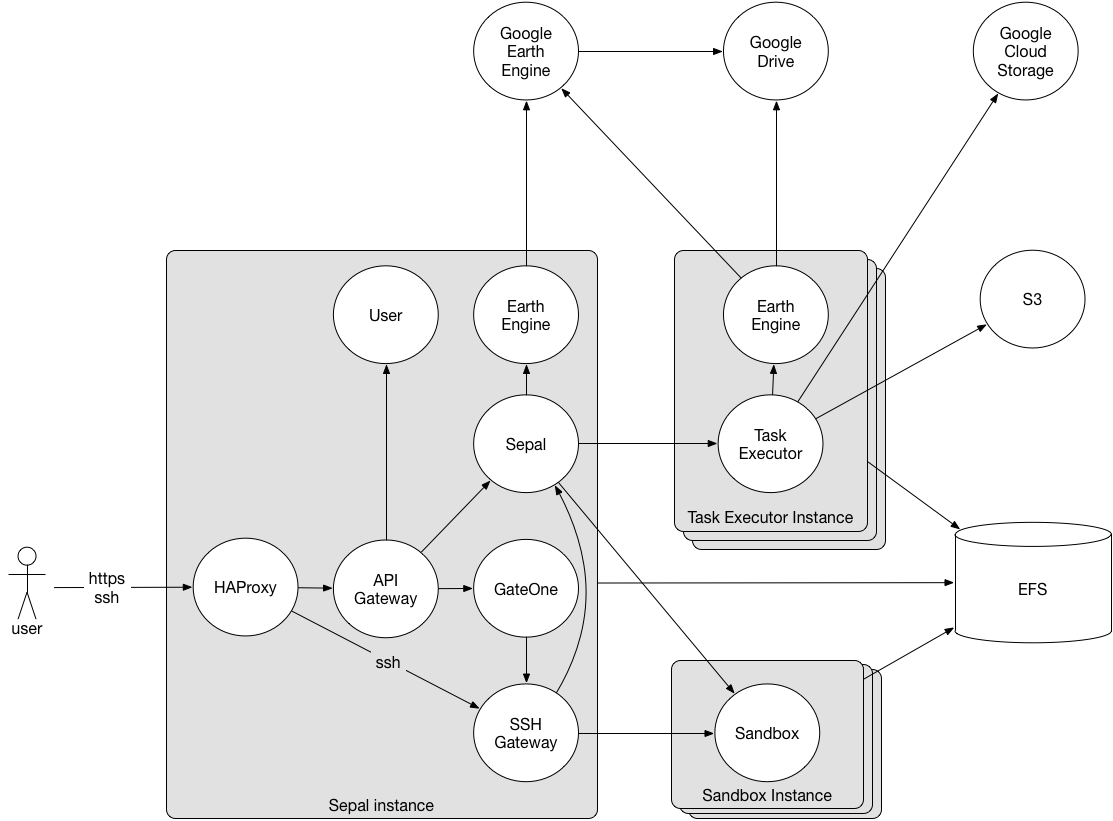 Google
Earth
Engine
Google
Drive
Google
Cloud
Storage
User
Earth
Engine
Earth
Engine
S3
Sepal
Task
Executor
Task Executor Instance
https
ssh
user
HAProxy
API
Gateway
GateOne
EFS
ssh
SSH
Gateway
Sandbox
Sandbox Instance
Sepal instance